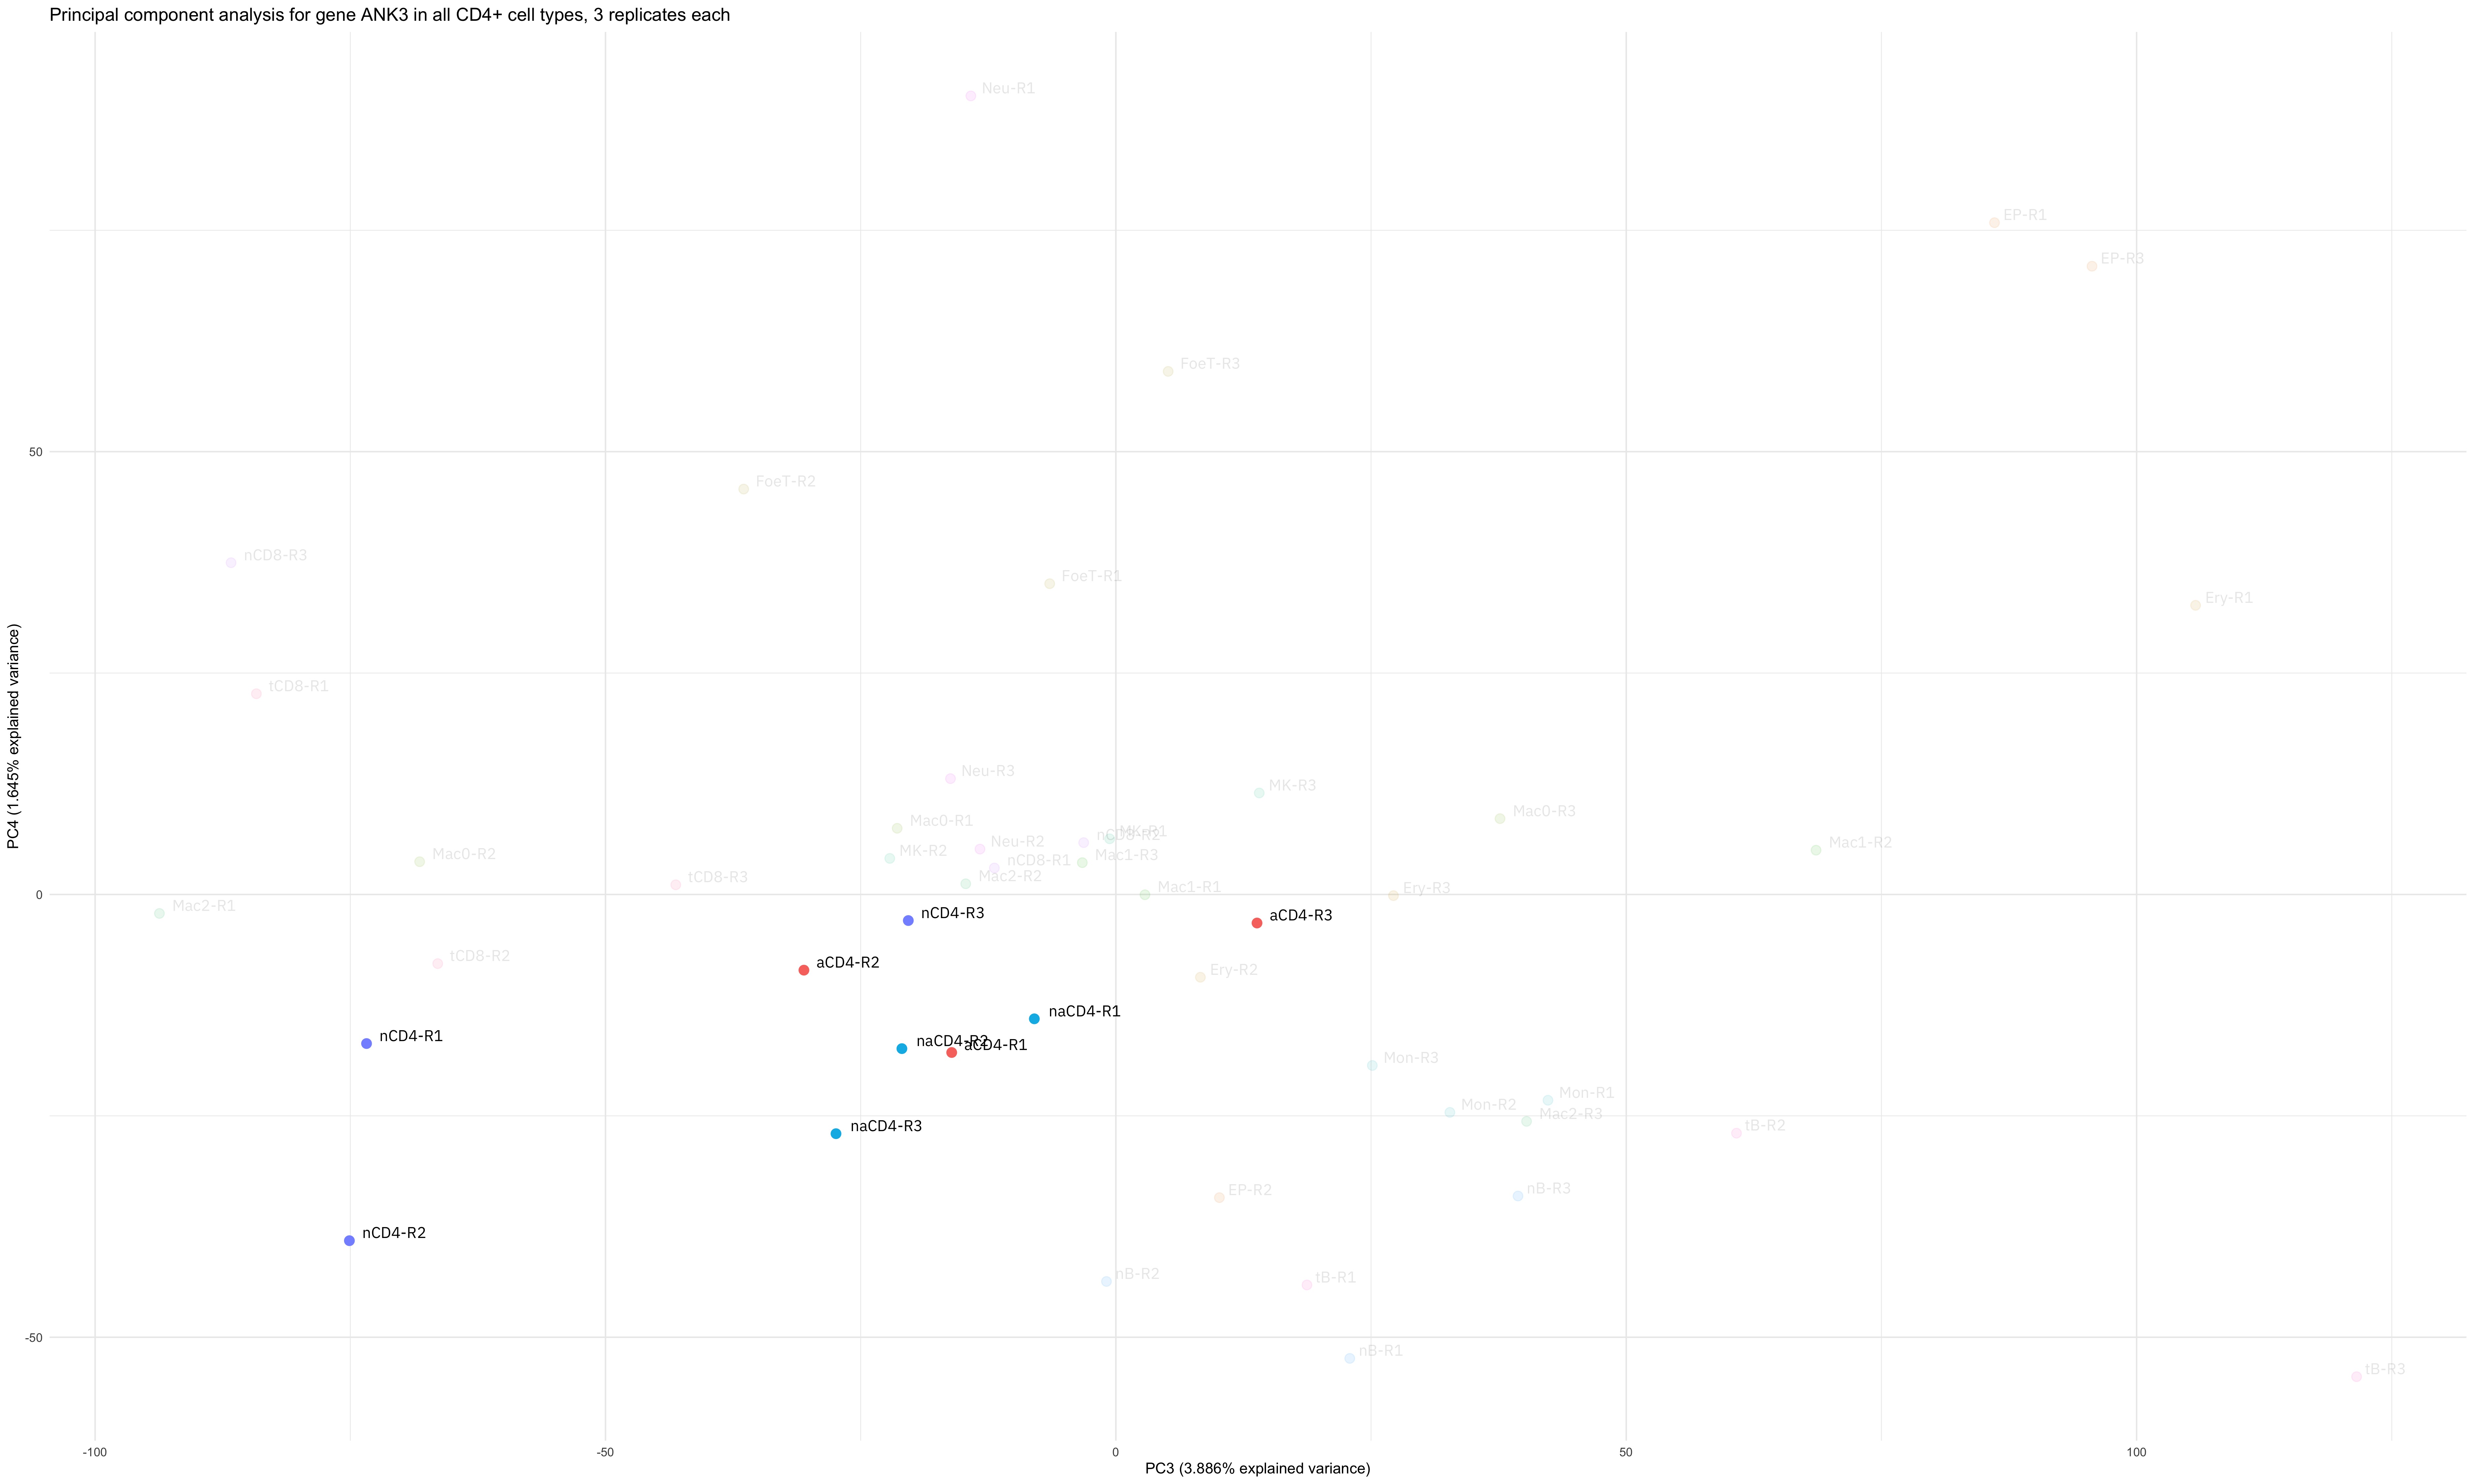 Principal component analysis for gene ANK3 in all CD4+ cell types, 3 replicates each
Neu-R1
EP-R1
EP-R3
FoeT-R3
50
FoeT-R2
nCD8-R3
FoeT-R1
Ery-R1
tCD8-R1
Neu-R3
MK-R3
Mac0-R3
Mac0-R1
MK-R1
nCD8-R2
Neu-R2
Mac1-R2
MK-R2
Mac0-R2
Mac1-R3
nCD8-R1
Mac2-R2
tCD8-R3
Mac1-R1
Ery-R3
0
Mac2-R1
nCD4-R3
aCD4-R3
tCD8-R2
aCD4-R2
Ery-R2
naCD4-R1
nCD4-R1
naCD4-R2
aCD4-R1
Mon-R3
Mon-R1
Mon-R2
Mac2-R3
naCD4-R3
tB-R2
EP-R2
nB-R3
nCD4-R2
nB-R2
tB-R1
-50
nB-R1
tB-R3
-100
-50
0
50
100
PC3 (3.886% explained variance)
PC4 (1.645% explained variance)